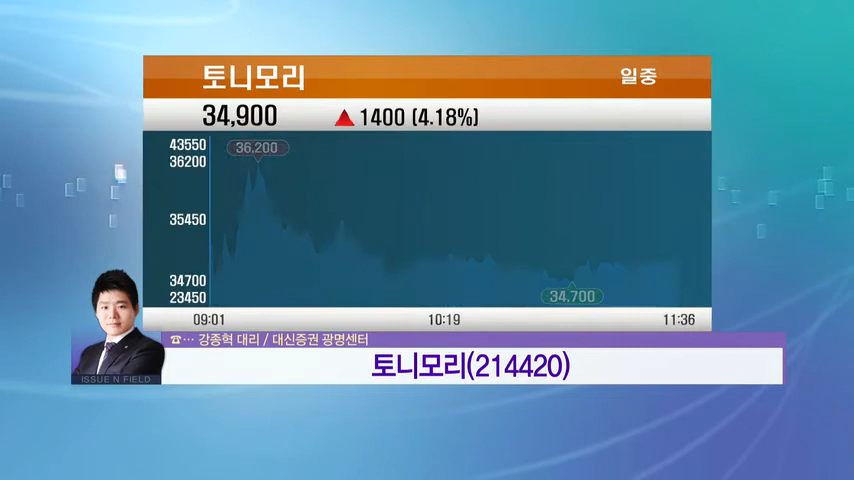 토니모리 일중
34,900 ▲ 1400 (4.18%)
43550
36200
36,200
35450
34700
23450
34,700
09:01 10:19 11:36
☎··· 강종혁 대리 / 대신증권 광명센터
토니모리(214420)
ISSUE N FIELD